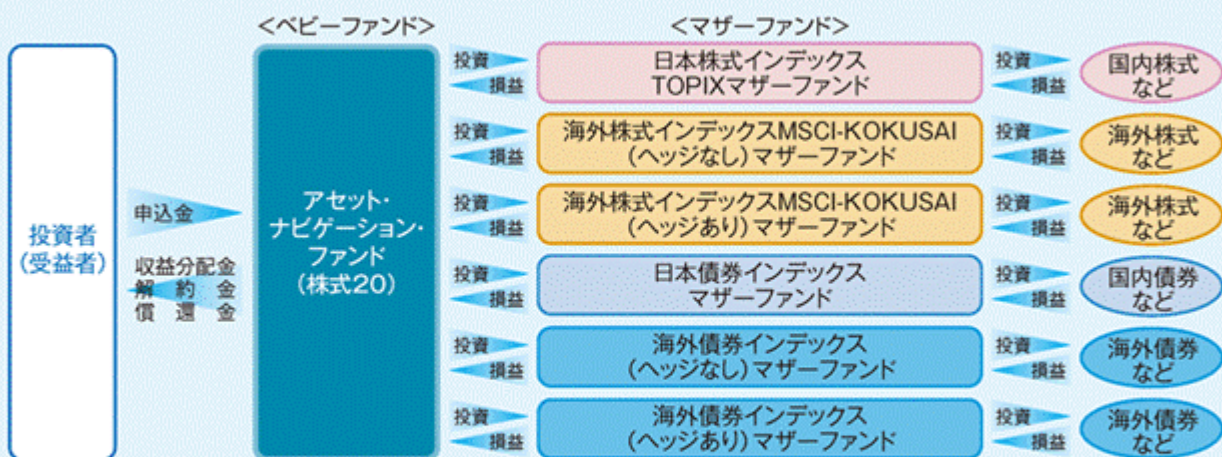 <ベビーファンド>
<マザーファンド>
投資者
(受益者)
申込金
収益分配金
解約金
償還金
アセット・
ナビゲーション・
ファンド
(株式20)
投資
損益
日本株式インデックス
TOPIXマザーファンド
投資
損益
国内株式
など
投資
損益
海外株式インデックスMSCI-KOKUSAI
(ヘッジなし)マザーファンド
投資
損益
海外株式
など
投資
損益
海外株式インデックスMSCI-KOKUSAI
(ヘッジあり)マザーファンド
投資
損益
海外株式
など
投資
損益
日本債券インデックス
マザーファンド
投資
損益
国内債券
など
投資
損益
海外債券インデックス
(ヘッジなし)マザーファンド
投資
損益
海外債券
など
投資
損益
海外債券インデックス
(ヘッジあり)マザーファンド
投資
損益
海外債券
など